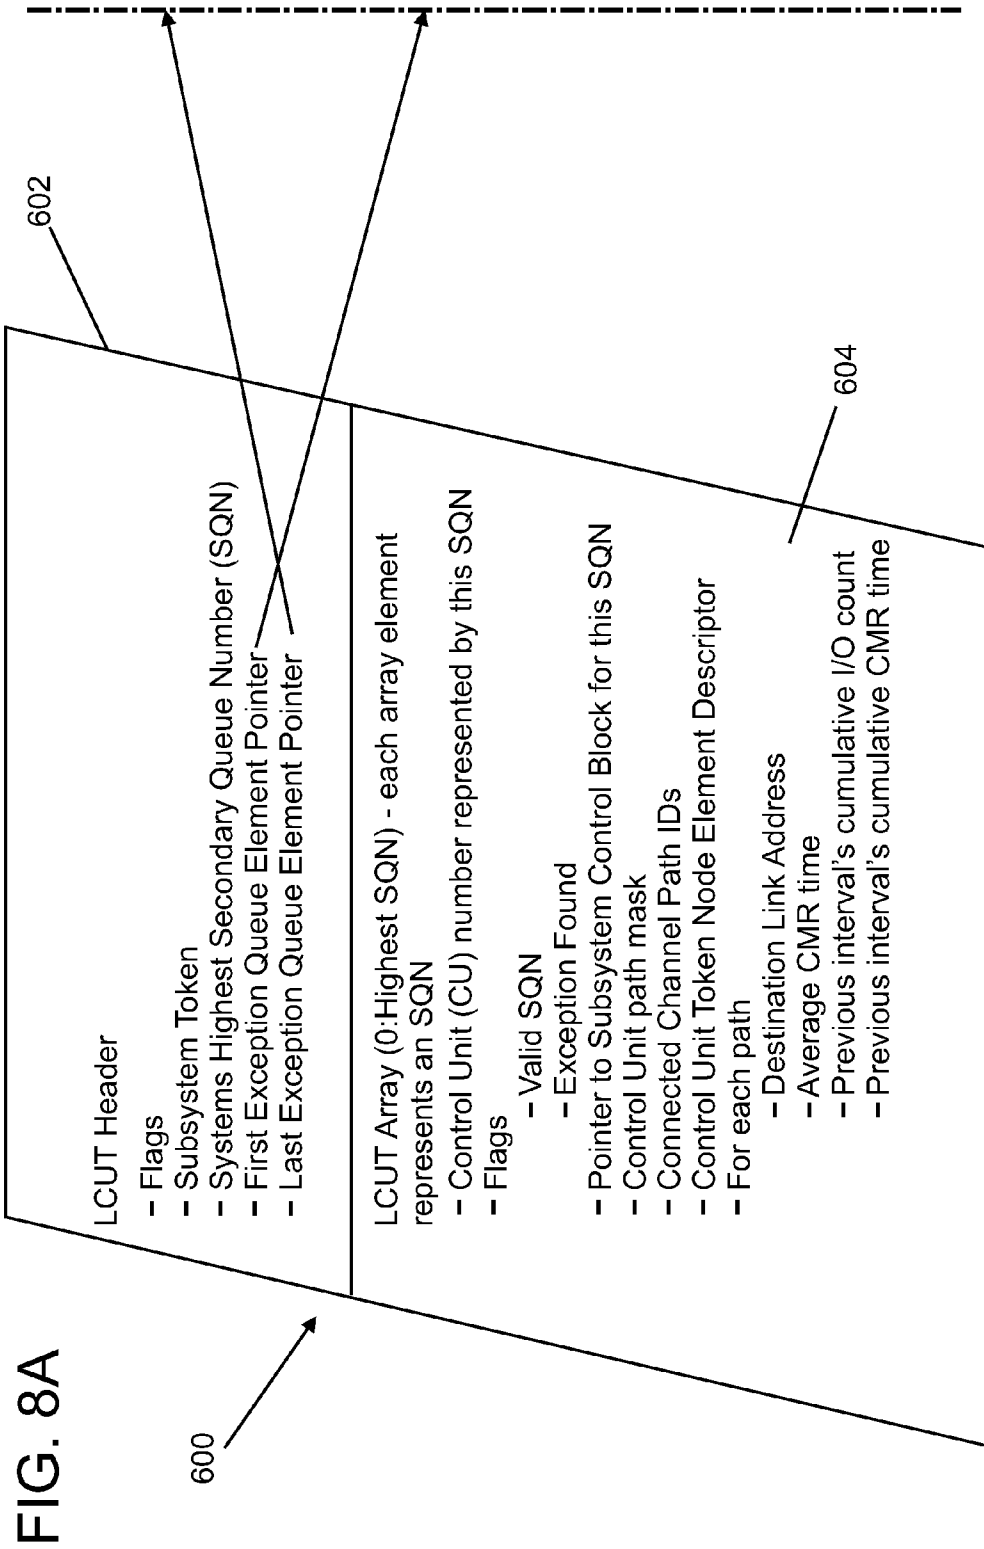 FIG. 8A
600
602
LCUT Header
– Flags
– Subsystem Token
– Systems Highest Secondary Queue Number (SQN)
– First Exception Queue Element Pointer
– Last Exception Queue Element Pointer
LCUT Array (0:Highest SQN) - each array element
represents an SQN
– Control Unit (CU) number represented by this SQN
– Flags
– Valid SQN
– Exception Found
– Pointer to Subsystem Control Block for this SQN
– Control Unit path mask
– Connected Channel Path IDs
– Control Unit Token Node Element Descriptor
– For each path
– Destination Link Address
– Average CMR time
– Previous interval's cumulative I/O count
– Previous interval's cumulative CMR time
604